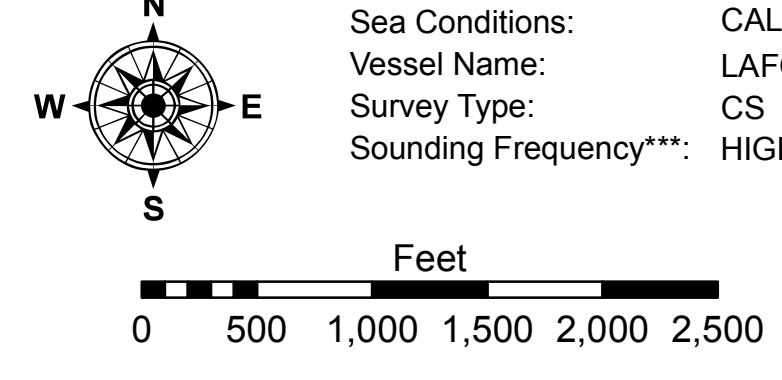 N
W E
S
Sea Conditions:
Vessel Name:
Survey Type: CS
Sounding Frequency***:
Feet
0 500 1,000 1,500 2,000 2,500